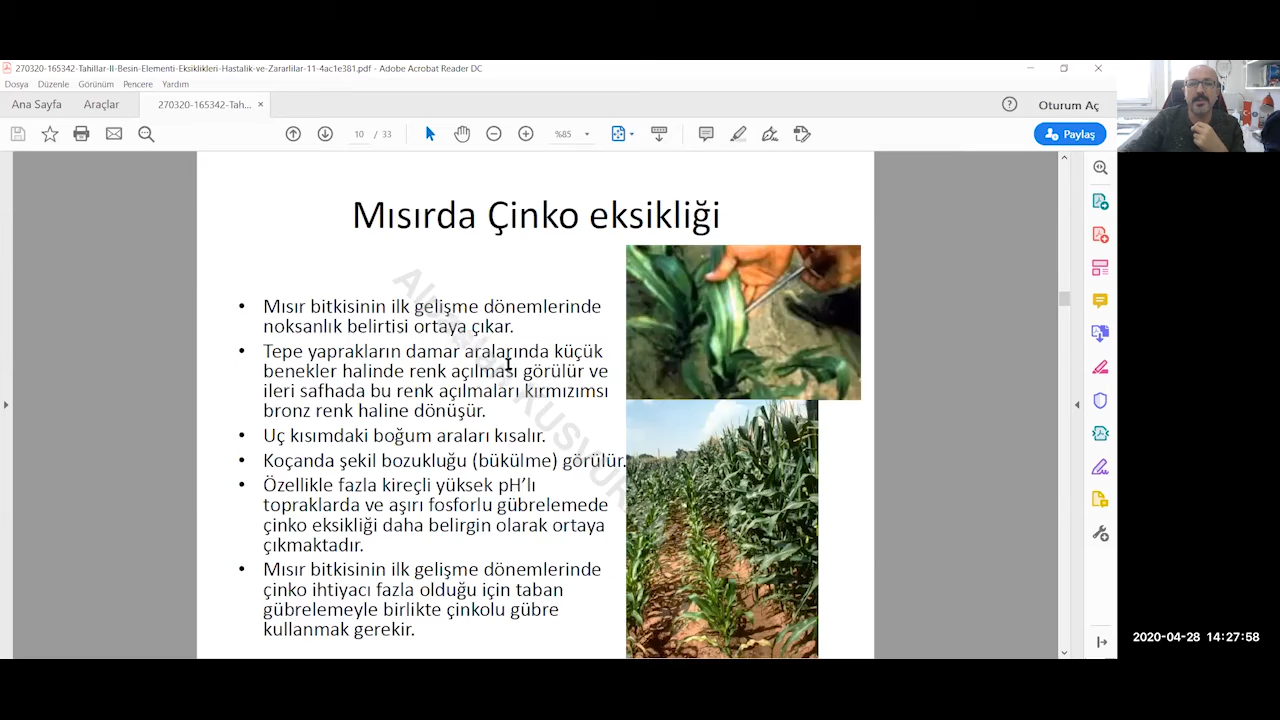 270320-165342-Tahillar-II-Besin-Elementi-Eksiklikleri-Hastalik-ve-Zararlilar-11-4ac1e381.pdf - Adobe Acrobat Reader DC
Dosya Düzenle Görünüm Pencere Yardım
Ana Sayfa Araçlar 270320-165342-Tah... × Oturum Aç
10 / 33 %85 Paylaş
Mısırda Çinko eksikliği
• Mısır bitkisinin ilk gelişme dönemlerinde
noksanlık belirtisi ortaya çıkar.
• Tepe yaprakların damar aralarında küçük
benekler halinde renk açılması görülür ve
ileri safhada bu renk açılmaları kırmızımsı
bronz renk haline dönüşür.
• Uç kısımdaki boğum araları kısalır.
• Koçanda şekil bozukluğu (bükülme) görülür.
• Özellikle fazla kireçli yüksek pH’lı
topraklarda ve aşırı fosforlu gübrelemede
çinko eksikliği daha belirgin olarak ortaya
çıkmaktadır.
• Mısır bitkisinin ilk gelişme dönemlerinde
çinko ihtiyacı fazla olduğu için taban
gübrelemeyle birlikte çinkolu gübre
kullanmak gerekir.
2020-04-28 14:27:58